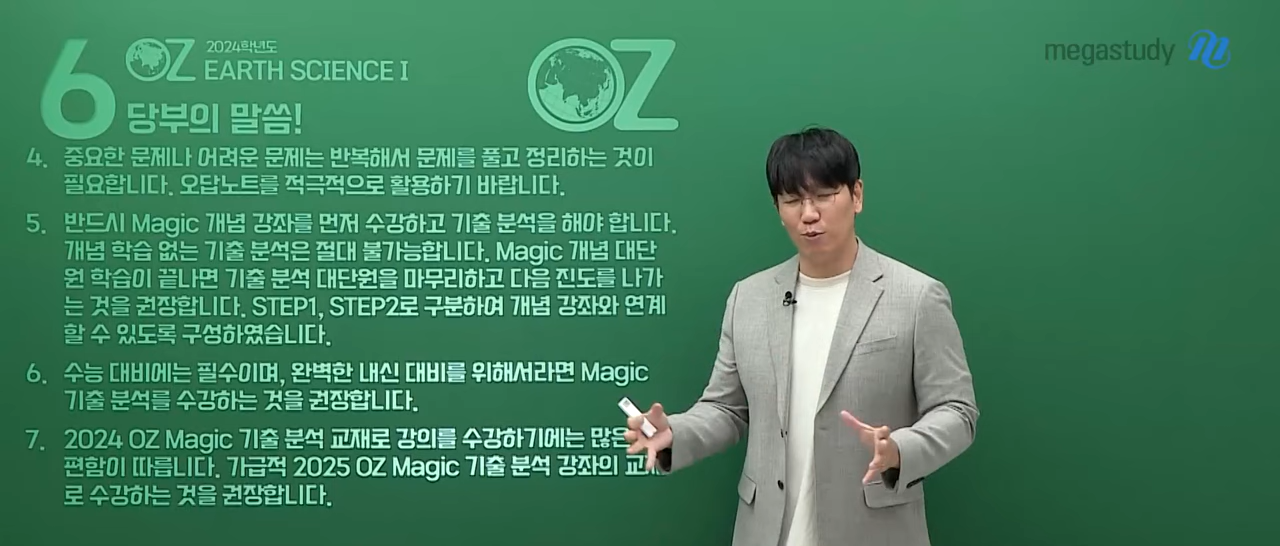 6
OZ
2024학년도
EARTH SCIENCE I
당부의 말씀!
OZ
megastudy
4. 중요한 문제나 어려운 문제는 반복해서 문제를 풀고 정리하는 것이
필요합니다. 오답노트를 적극적으로 활용하기 바랍니다.
5. 반드시 Magic 개념 강좌를 먼저 수강하고 기출 분석을 해야 합니다.
개념 학습 없는 기출 분석은 절대 불가능합니다. Magic 개념 대단
원 학습이 끝나면 기출 분석 대단원을 마무리하고 다음 진도를 나가
는 것을 권장합니다. STEP1, STEP2로 구분하여 개념 강좌와 연계
할 수 있도록 구성하였습니다.
6. 수능 대비에는 필수이며, 완벽한 내신 대비를 위해서라면 Magic
기출 분석를 수강하는 것을 권장합니다.
7. 2024 OZ Magic 기출 분석 교재로 강의를 수강하기에는 많은
편함이 따릅니다. 가급적 2025 OZ Magic 기출 분석 강좌의 교재
로 수강하는 것을 권장합니다.